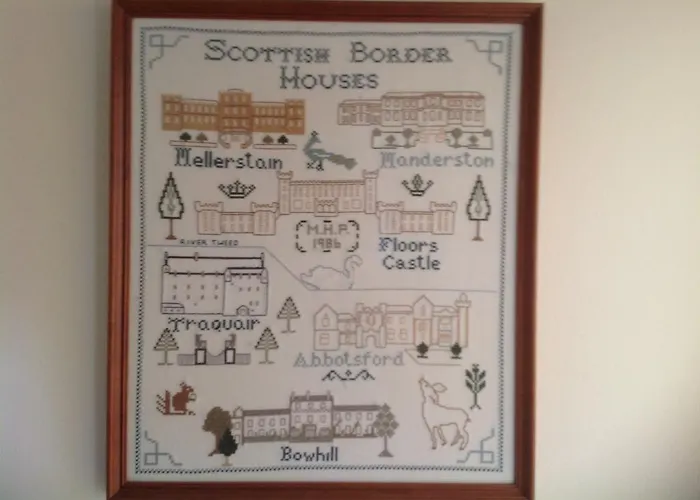 SCOTTISH BORDER
HOUSES
Mellerstain
Manderston
M.H.P.
1986
Floors
Castle
RIVER TWEED
Traquair
Abbotsford
Bowhill